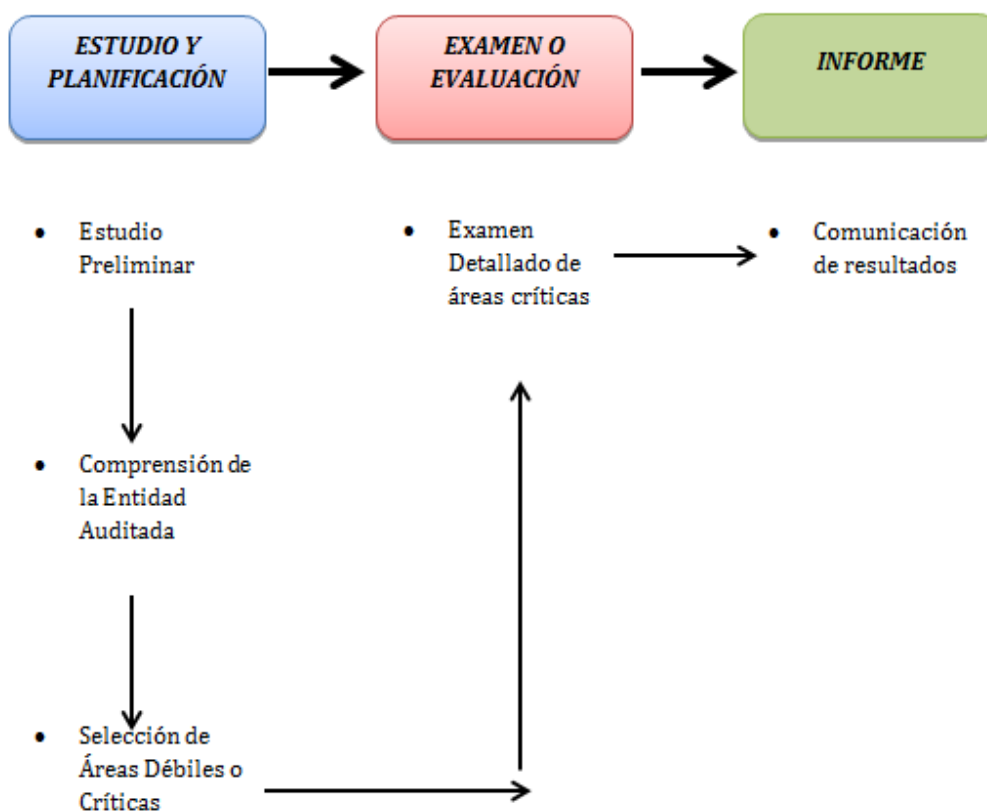 ESTUDIO Y
PLANIFICACIÓN
EXAMEN O
EVALUACIÓN
INFORME
• Estudio
Preliminar
• Comprensión de
la Entidad
Auditada
• Selección de
Áreas Débiles o
Críticas
• Examen
Detallado de
áreas críticas
• Comunicación
de resultados